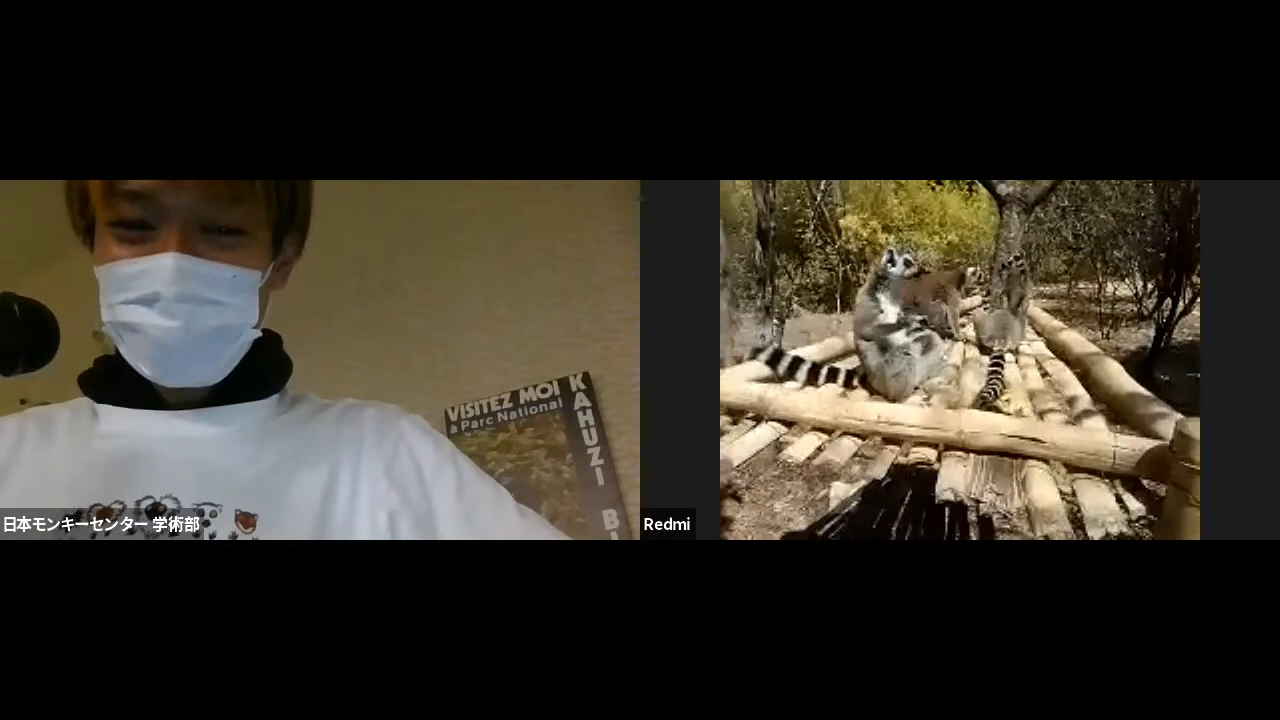 VISITEZ MOI
à Parc National
KAHUZI
日本モンキーセンター 学術部
Redmi